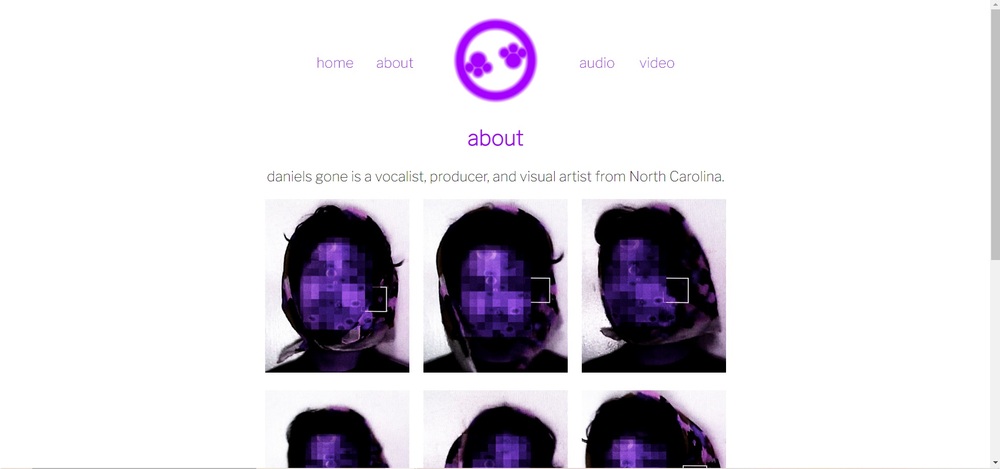 home about audio video
about
daniels gone is a vocalist, producer, and visual artist from North Carolina.